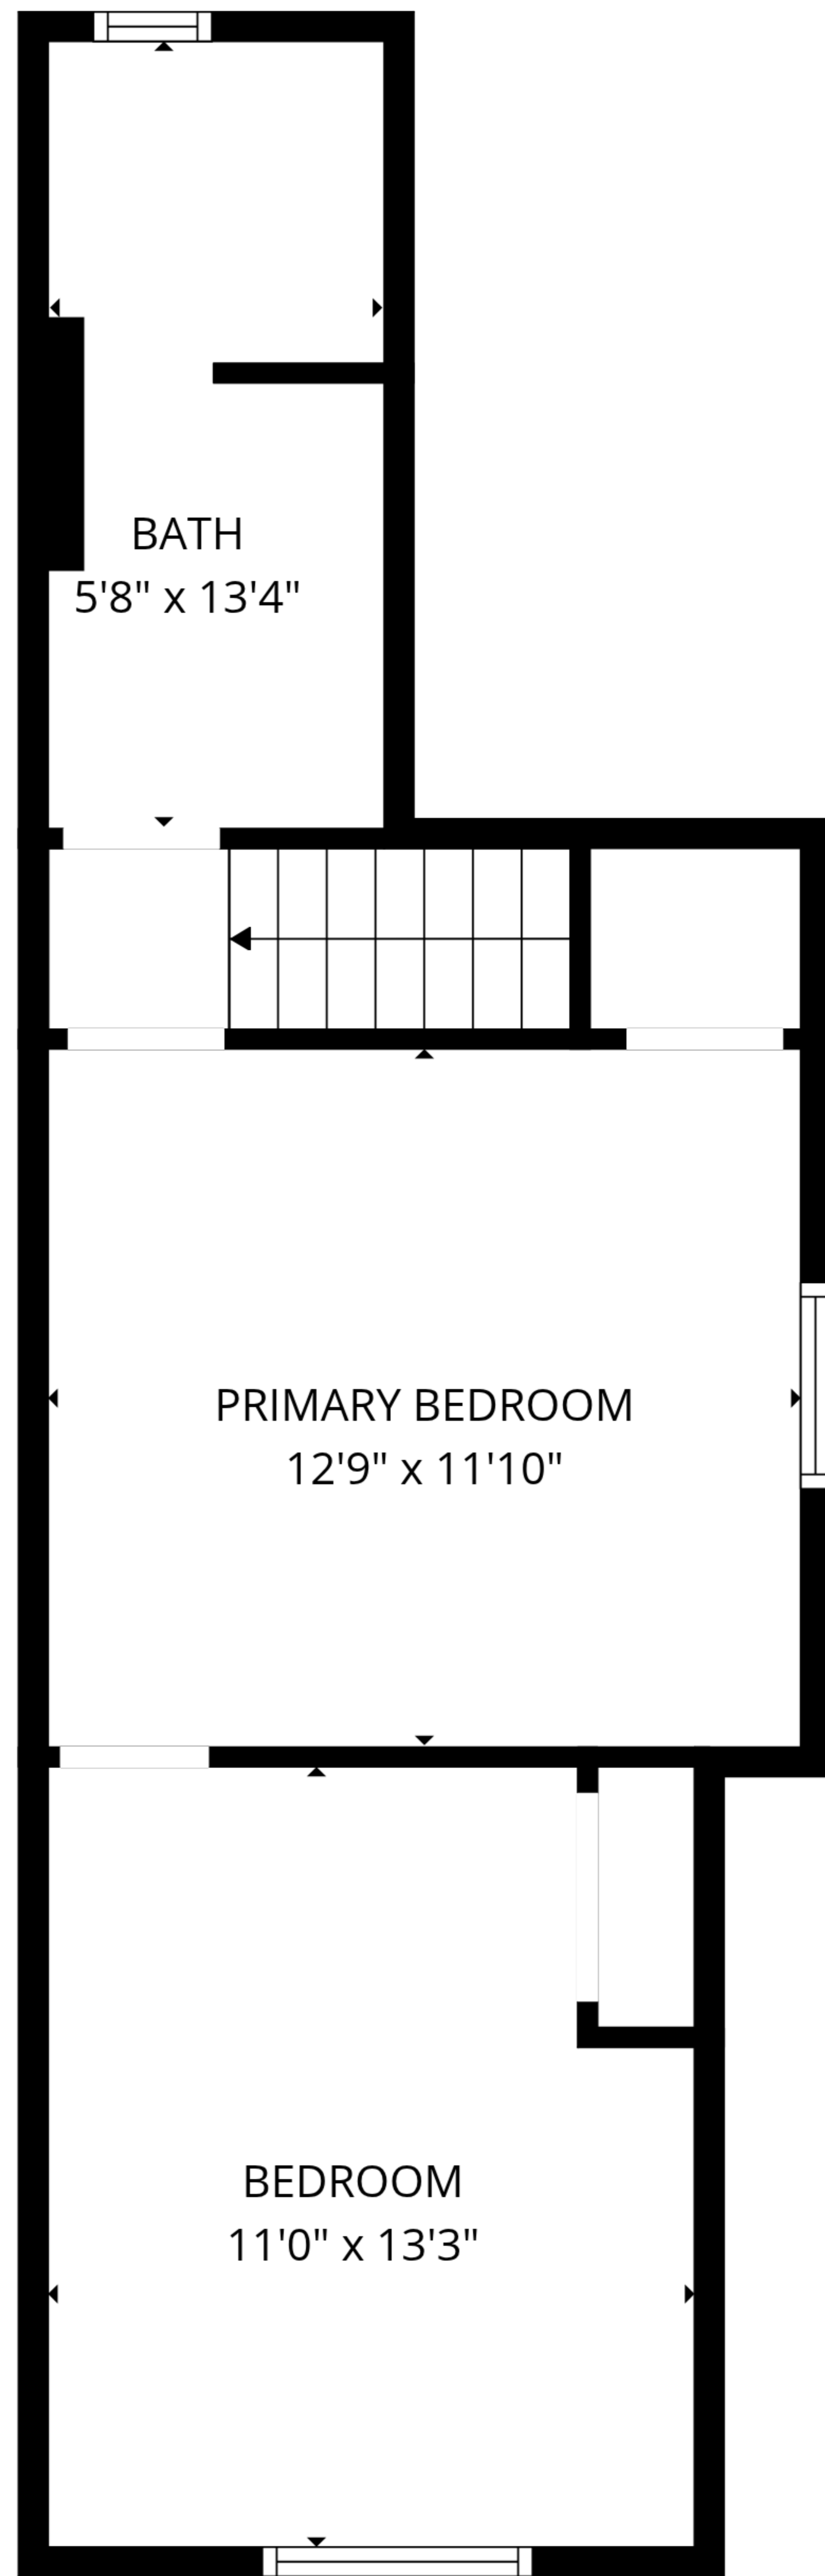 BATH
5'8" x 13'4"
PRIMARY BEDROOM
12'9" x 11'10"
BEDROOM
11'0" x 13'3"